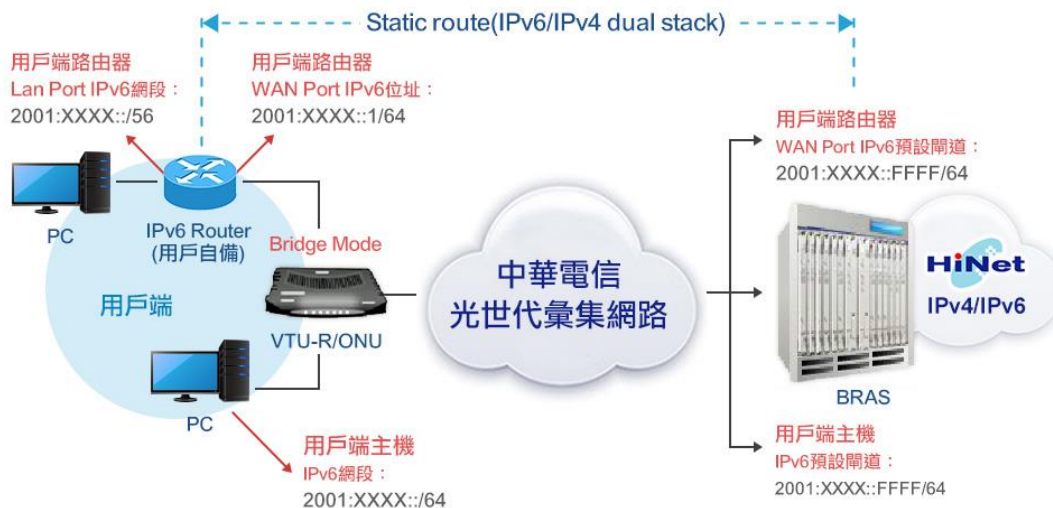 Static route(IPv6/IPv4 dual stack)
用戶端路由器
Lan Port IPv6網段：
2001:XXXX::/56
用戶端路由器
WAN Port IPv6位址：
2001:XXXX::1/64
PC
IPv6 Router
(用戶自備)
Bridge Mode
用戶端
VTU-R/ONU
PC
用戶端主機
IPv6網段：
2001:XXXX::/64
中華電信
光世代彙集網路
用戶端路由器
WAN Port IPv6預設閘道：
2001:XXXX::FFFF/64
HiNet
IPv4/IPv6
BRAS
用戶端主機
IPv6預設閘道：
2001:XXXX::FFFF/64